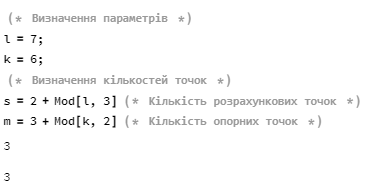 (* Визначення параметрів *)
l = 7;
k = 6;
(* Визначення кількостей точок *)
s = 2 + Mod[l, 3] (* Кількість розрахункових точок *)
m = 3 + Mod[k, 2] (* Кількість опорних точок *)
3
3